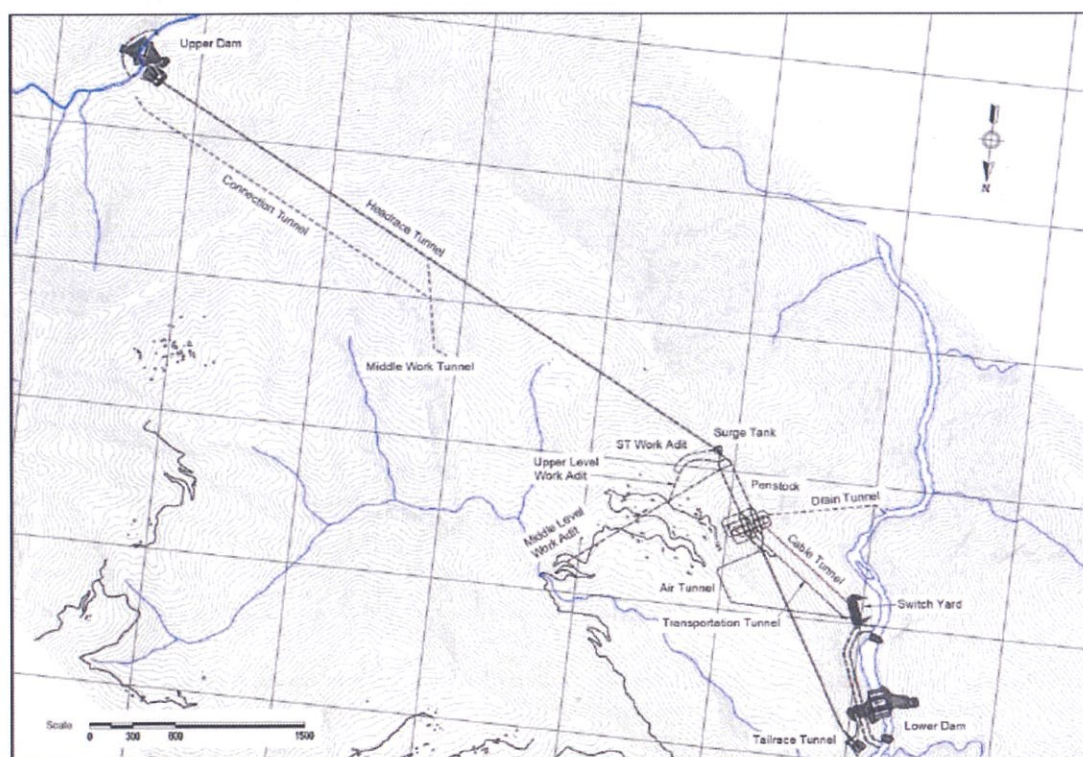 Upper Dam
N
Connection Tunnel
Headrace Tunnel
Middle Work Tunnel
Surge Tank
ST Work Adit
Upper Level
Work Adit
Penstock
Drain Tunnel
Middle Level
Work Adit
Cable Tunnel
Air Tunnel
Switch Yard
Transportation Tunnel
Scale
0 300 600 1500
Lower Dam
Tailrace Tunnel